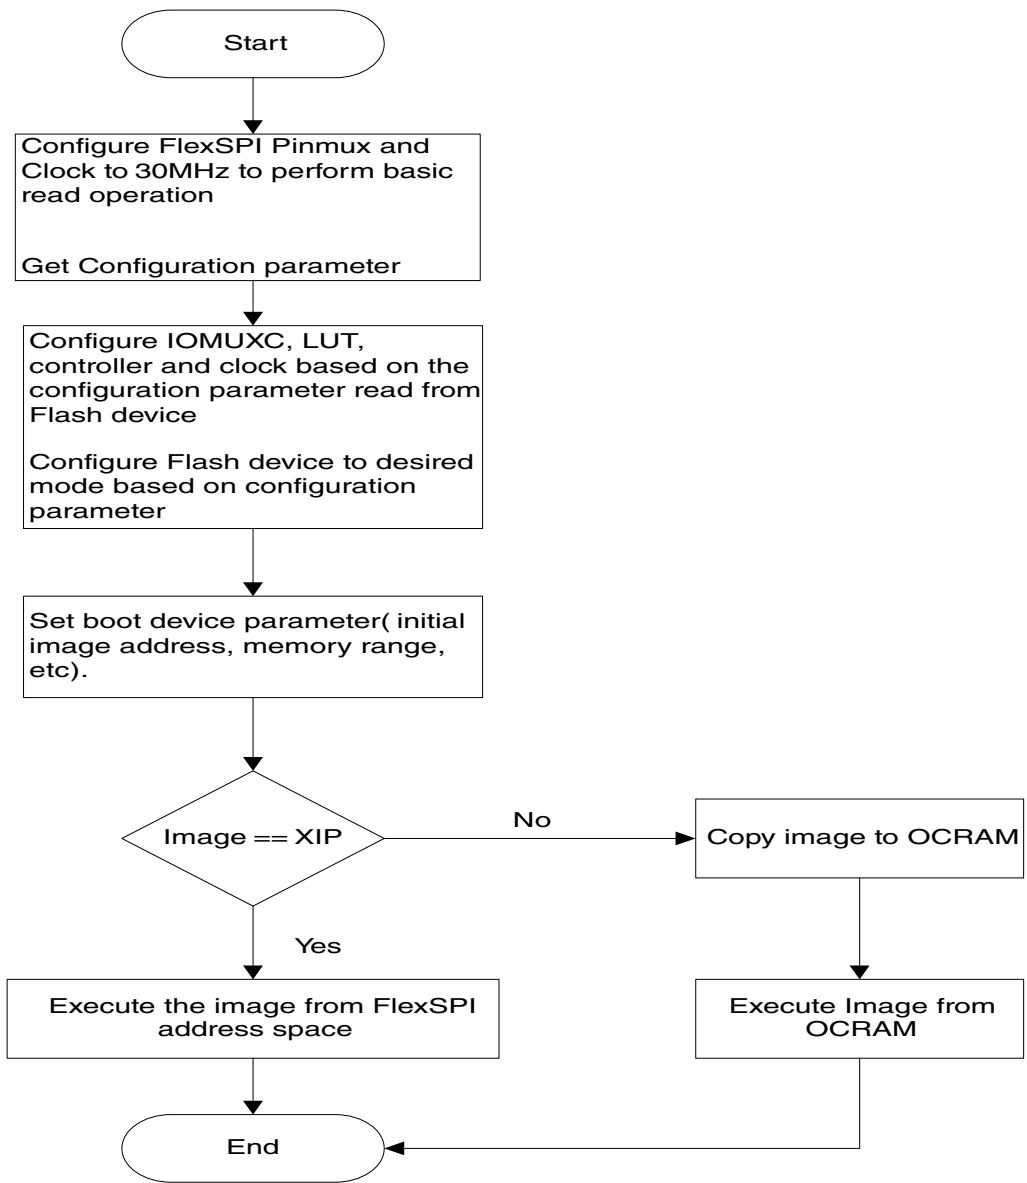 Start
Configure FlexSPI Pinmux and
Clock to 30MHz to perform basic
read operation
Get Configuration parameter
Configure IOMUXC, LUT,
controller and clock based on the
configuration parameter read from
Flash device
Configure Flash device to desired
mode based on configuration
parameter
Set boot device parameter( initial
image address, memory range,
etc).
Image == XIP
No
Copy image to OCRAM
Yes
Execute the image from FlexSPI
address space
Execute Image from
OCRAM
End